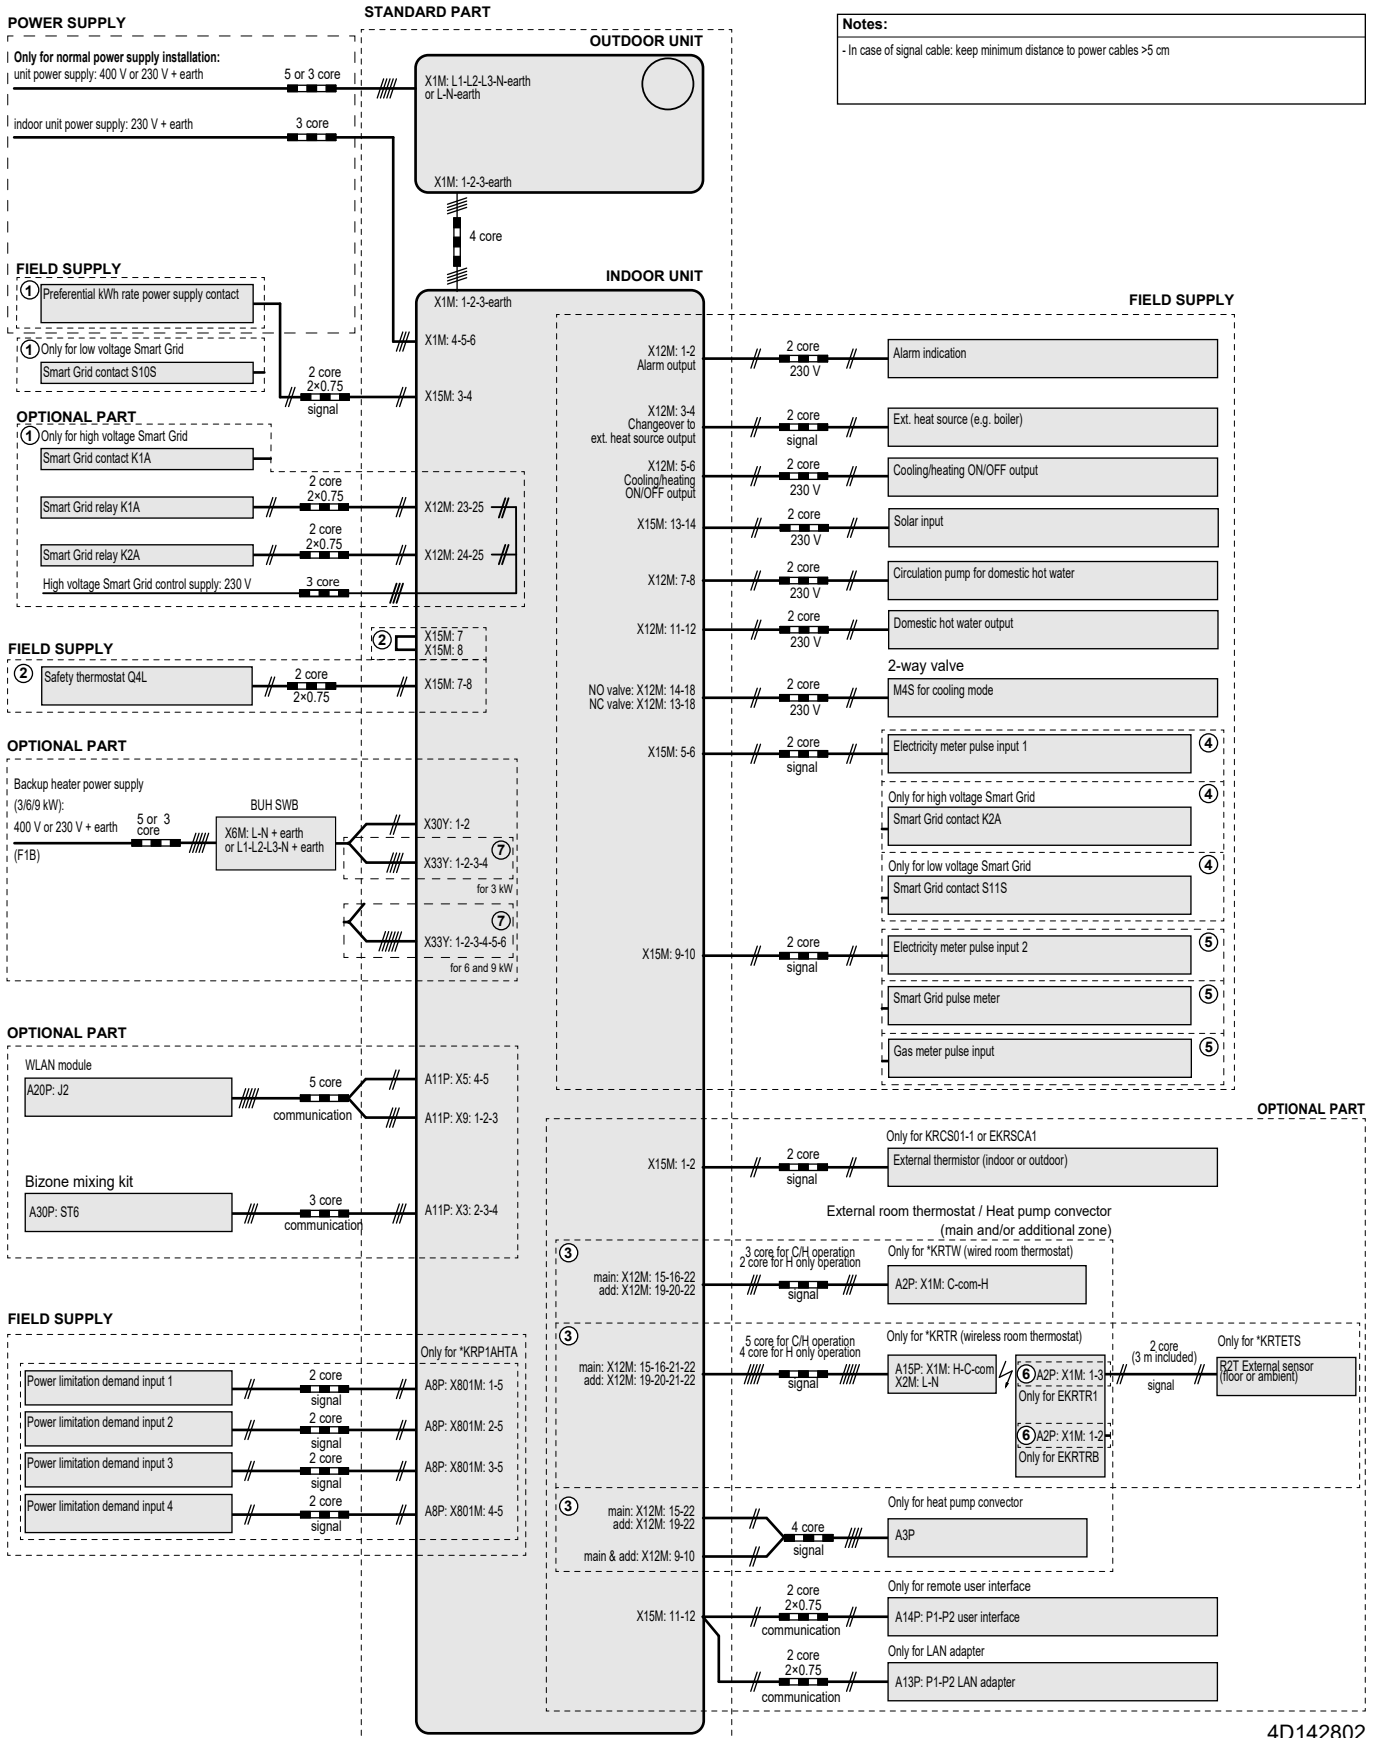 POWER SUPPLY
Only for normal power supply installation:
unit power supply: 400 V or 230 V + earth
5 or 3 core
indoor unit power supply: 230 V + earth
3 core
STANDARD PART
OUTDOOR UNIT
X1M: L1-L2-L3-N-earth
or L-N-earth
X1M: 1-2-3-earth
4 core
Notes:
- In case of signal cable: keep minimum distance to power cables >5 cm
FIELD SUPPLY
1
Preferential kWh rate power supply contact
1
Only for low voltage Smart Grid
Smart Grid contact S10S
2 core
2×0.75
signal
OPTIONAL PART
1
Only for high voltage Smart Grid
Smart Grid contact K1A
2 core
2×0.75
Smart Grid relay K1A
2 core
2×0.75
Smart Grid relay K2A
High voltage Smart Grid control supply: 230 V
3 core
INDOOR UNIT
X1M: 1-2-3-earth
X1M: 4-5-6
X15M: 3-4
X12M: 23-25
X12M: 24-25
2
X15M: 7
X15M: 8
FIELD SUPPLY
2
Safety thermostat Q4L
2 core
2×0.75
X15M: 7-8
OPTIONAL PART
Backup heater power supply
(3/6/9 kW):
400 V or 230 V + earth
(F1B)
5 or 3
core
BUH SWB
X6M: L-N + earth
or L1-L2-L3-N + earth
X30Y: 1-2
7
X33Y: 1-2-3-4
for 3 kW
7
X33Y: 1-2-3-4-5-6
for 6 and 9 kW
OPTIONAL PART
WLAN module
A20P: J2
5 core
communication
A11P: X5: 4-5
A11P: X9: 1-2-3
Bizone mixing kit
A30P: ST6
3 core
communication
A11P: X3: 2-3-4
FIELD SUPPLY
Only for *KRP1AHTA
Power limitation demand input 1
2 core
signal
A8P: X801M: 1-5
Power limitation demand input 2
2 core
signal
A8P: X801M: 2-5
Power limitation demand input 3
2 core
signal
A8P: X801M: 3-5
Power limitation demand input 4
2 core
signal
A8P: X801M: 4-5
FIELD SUPPLY
X12M: 1-2
Alarm output
2 core
230 V
Alarm indication
X12M: 3-4
Changeover to
ext. heat source output
2 core
signal
Ext. heat source (e.g. boiler)
X12M: 5-6
Cooling/heating
ON/OFF output
2 core
230 V
Cooling/heating ON/OFF output
X15M: 13-14
2 core
230 V
Solar input
X12M: 7-8
2 core
230 V
Circulation pump for domestic hot water
X12M: 11-12
2 core
230 V
Domestic hot water output
2-way valve
NO valve: X12M: 14-18
NC valve: X12M: 13-18
2 core
230 V
M4S for cooling mode
X15M: 5-6
2 core
signal
Electricity meter pulse input 1
4
Only for high voltage Smart Grid
4
Smart Grid contact K2A
Only for low voltage Smart Grid
4
Smart Grid contact S11S
X15M: 9-10
2 core
signal
Electricity meter pulse input 2
5
Smart Grid pulse meter
5
Gas meter pulse input
5
OPTIONAL PART
Only for KRCS01-1 or EKRSCA1
X15M: 1-2
2 core
signal
External thermistor (indoor or outdoor)
External room thermostat / Heat pump convector
(main and/or additional zone)
3
main: X12M: 15-16-22
add: X12M: 19-20-22
3 core for C/H operation
2 core for H only operation
signal
Only for *KRTW (wired room thermostat)
A2P: X1M: C-com-H
3
main: X12M: 15-16-21-22
add: X12M: 19-20-21-22
5 core for C/H operation
4 core for H only operation
signal
Only for *KRTR (wireless room thermostat)
A15P: X1M: H-C-com
X2M: L-N
6
A2P: X1M: 1-3
Only for EKRTR1
6
A2P: X1M: 1-2
Only for EKRTRB
2 core
(3 m included)
signal
Only for *KRTETS
R2T External sensor
(floor or ambient)
3
main: X12M: 15-22
add: X12M: 19-22
main & add: X12M: 9-10
4 core
signal
Only for heat pump convector
A3P
Only for remote user interface
X15M: 11-12
2 core
2×0.75
communication
A14P: P1-P2 user interface
Only for LAN adapter
2 core
2×0.75
communication
A13P: P1-P2 LAN adapter
4D142802